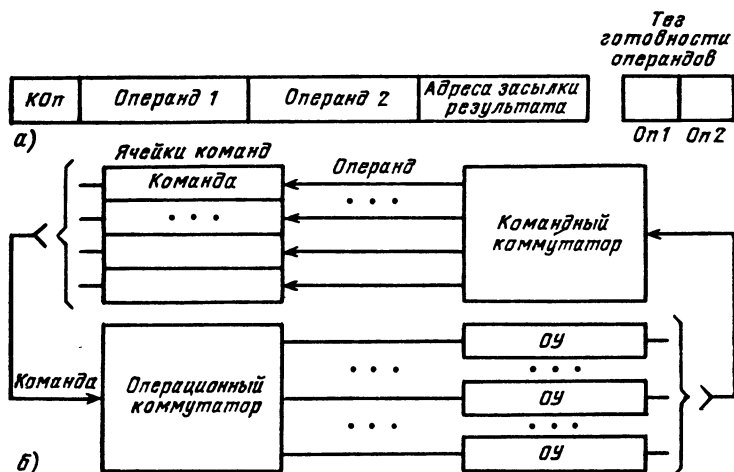 Тег
готовности
операндов
КОп Операнд 1 Операнд 2 Адреса засылки
результата
Оп1 Оп2
а)
Ячейки команд
Команда
Операнд
Командный
коммутатор
Команда
Операционный
коммутатор
ОУ
ОУ
ОУ
б)